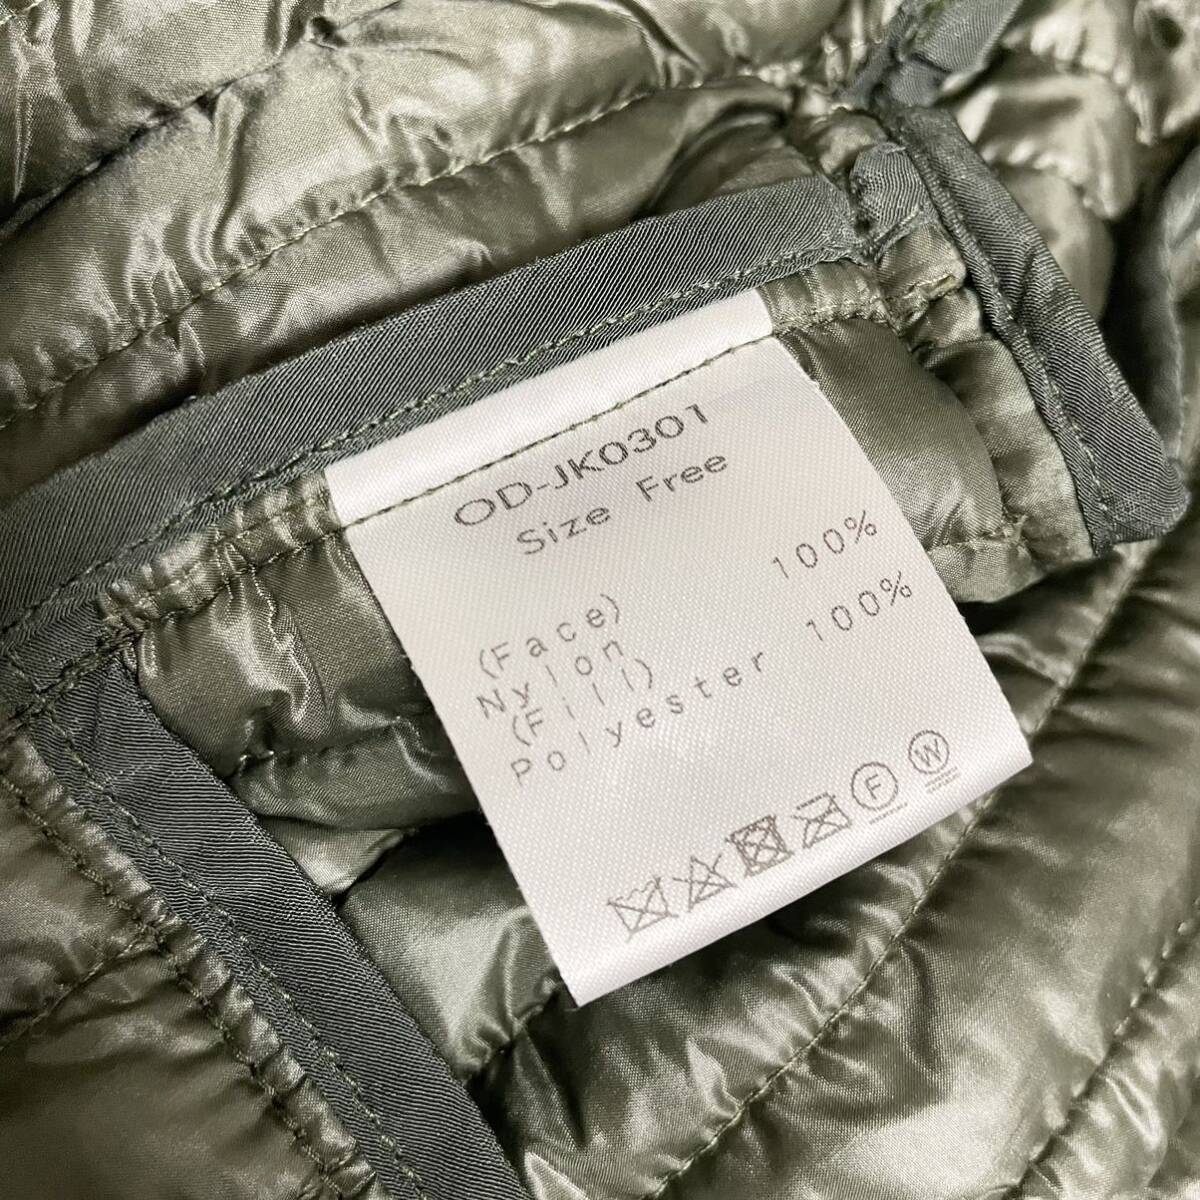 OD-JK0301
Size Free
(Face)
Nylon 100%
(Fill)
Polyester 100%
F W